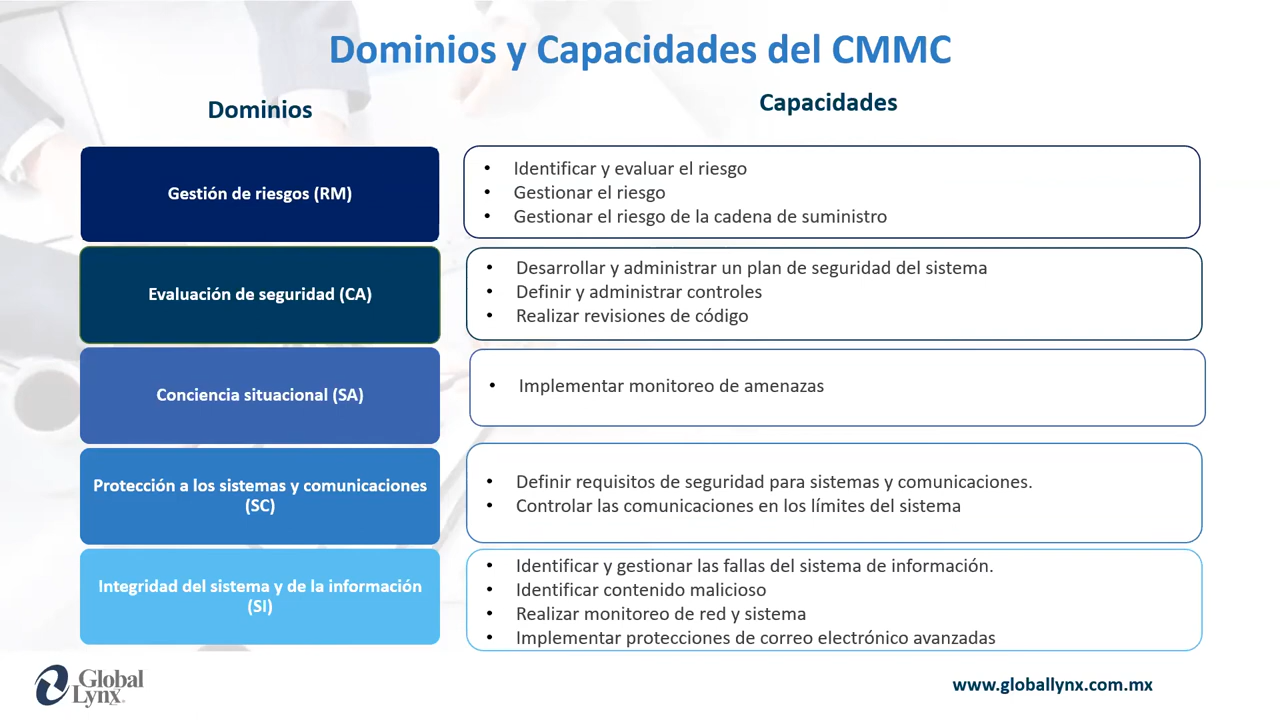 Dominios y Capacidades del CMMC
Dominios
Capacidades
Gestión de riesgos (RM)
• Identificar y evaluar el riesgo
• Gestionar el riesgo
• Gestionar el riesgo de la cadena de suministro
Evaluación de seguridad (CA)
• Desarrollar y administrar un plan de seguridad del sistema
• Definir y administrar controles
• Realizar revisiones de código
Conciencia situacional (SA)
• Implementar monitoreo de amenazas
Protección a los sistemas y comunicaciones
(SC)
• Definir requisitos de seguridad para sistemas y comunicaciones.
• Controlar las comunicaciones en los límites del sistema
Integridad del sistema y de la información
(SI)
• Identificar y gestionar las fallas del sistema de información.
• Identificar contenido malicioso
• Realizar monitoreo de red y sistema
• Implementar protecciones de correo electrónico avanzadas
Global
Lynx
www.globallynx.com.mx